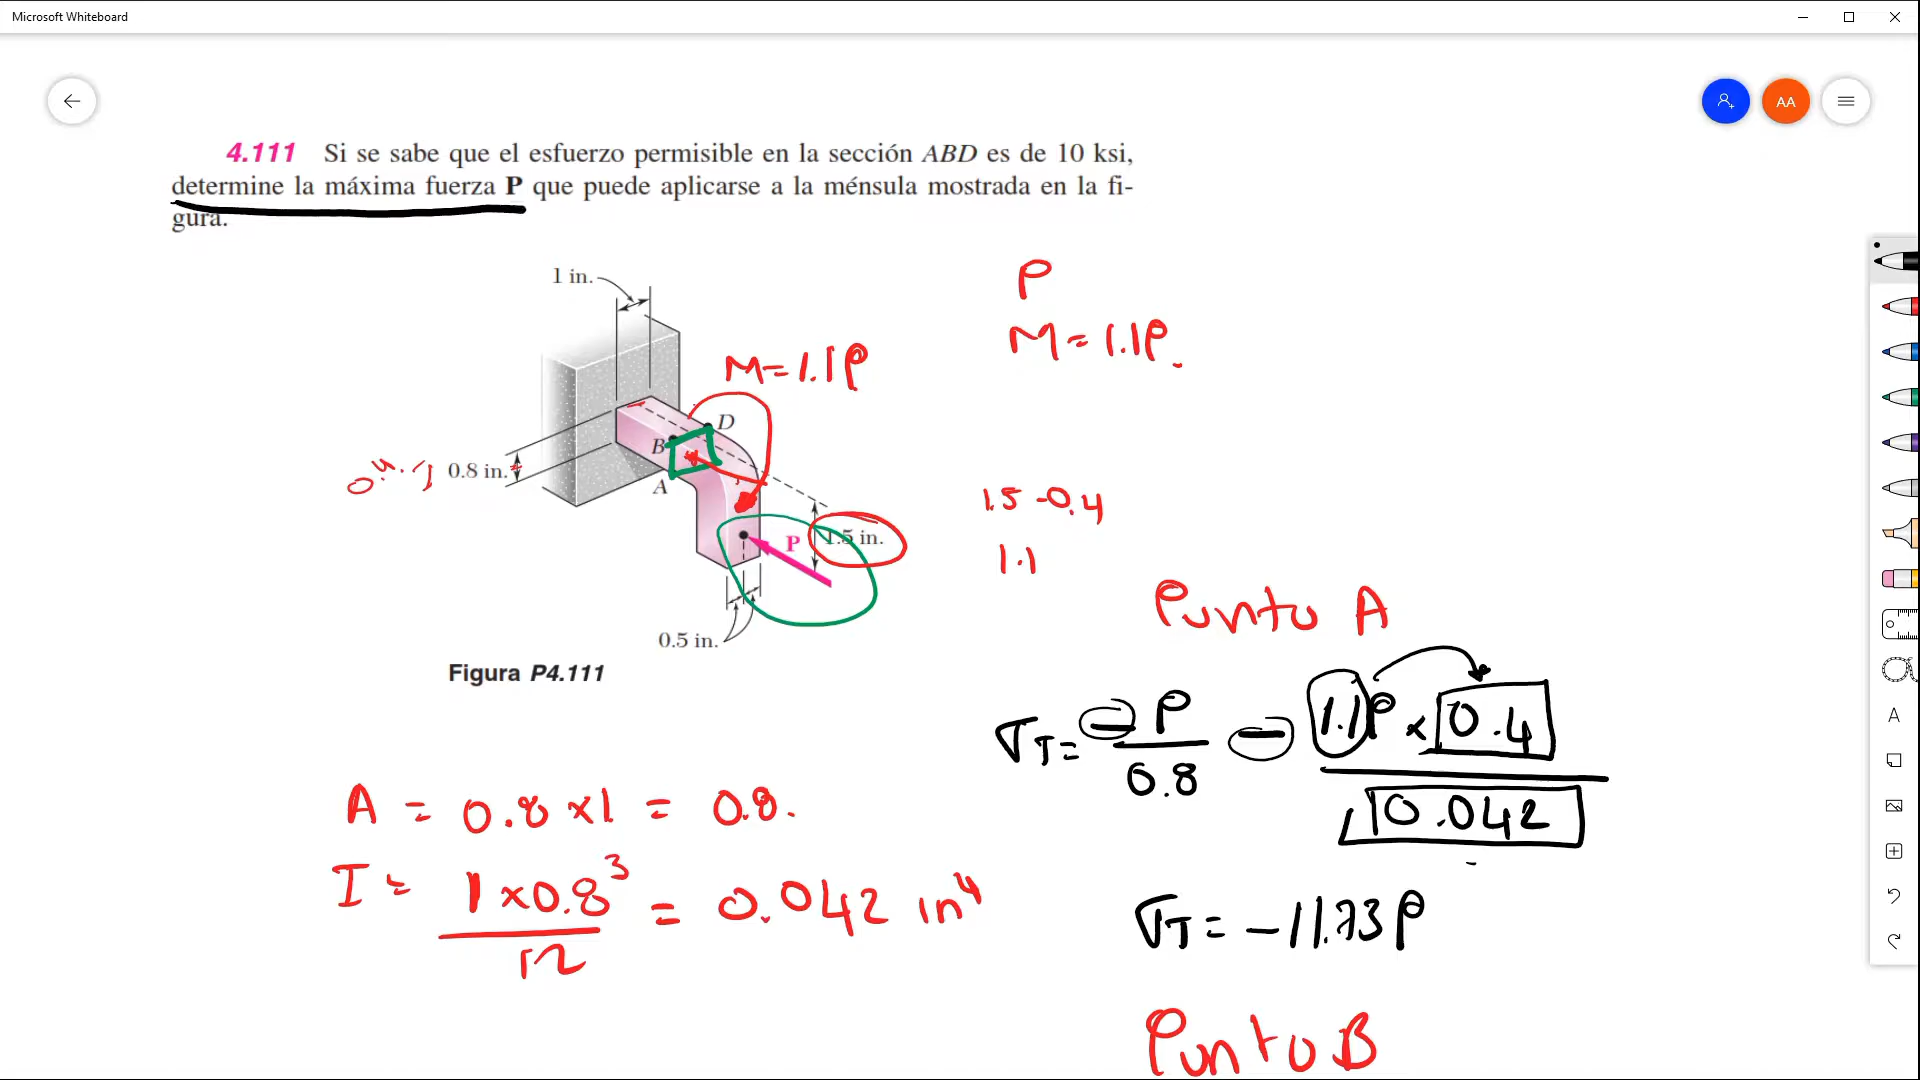 Microsoft Whiteboard
AA
4.111 Si se sabe que el esfuerzo permisible en la sección ABD es de 10 ksi,
determine la máxima fuerza P que puede aplicarse a la ménsula mostrada en la fi-
gura.
1 in.
P
M = 1.1P
M = 1.1P
D
B
0.8 in.
0.4
A
1.5 - 0.4
P
1.5 in.
1.1
0.5 in.
Figura P4.111
Punto A
σT = - P / 0.8 - 1.1P x 0.4 / 0.042
A = 0.8 x 1 = 0.8.
I = 1 x 0.8³ / 12 = 0.042 in⁴
σT = -11.73P
Punto B
A